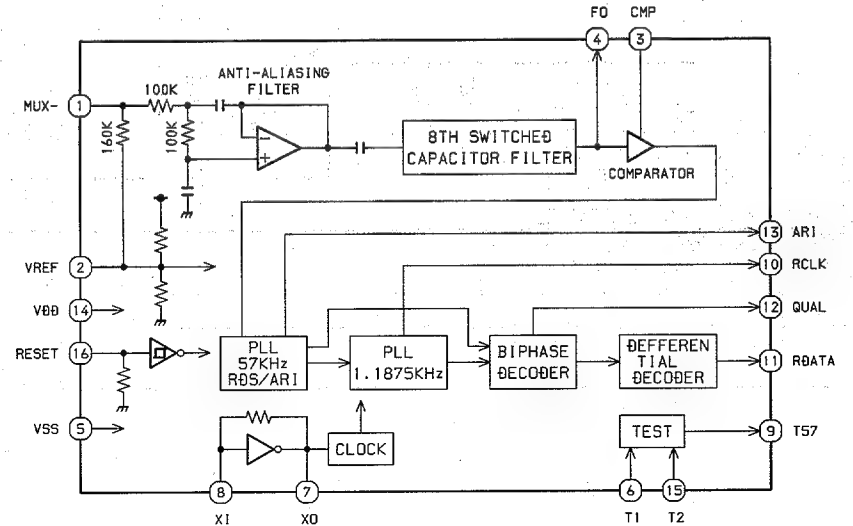 FO CMP
4 3
ANTI-ALIASING
FILTER
100K
MUX-
1
160K
100K
−
+
8TH SWITCHED
CAPACITOR FILTER
COMPARATOR
13 ARI
VREF
2
10 RCLK
VDD
14
12 QUAL
RESET
16
PLL
57KHz
RDS/ARI
PLL
1.1875KHz
BIPHASE
DECODER
DEFFEREN
TIAL
DECODER
11 RDATA
VSS
5
CLOCK
TEST
9 T57
8 7 6 15
XI XO T1 T2